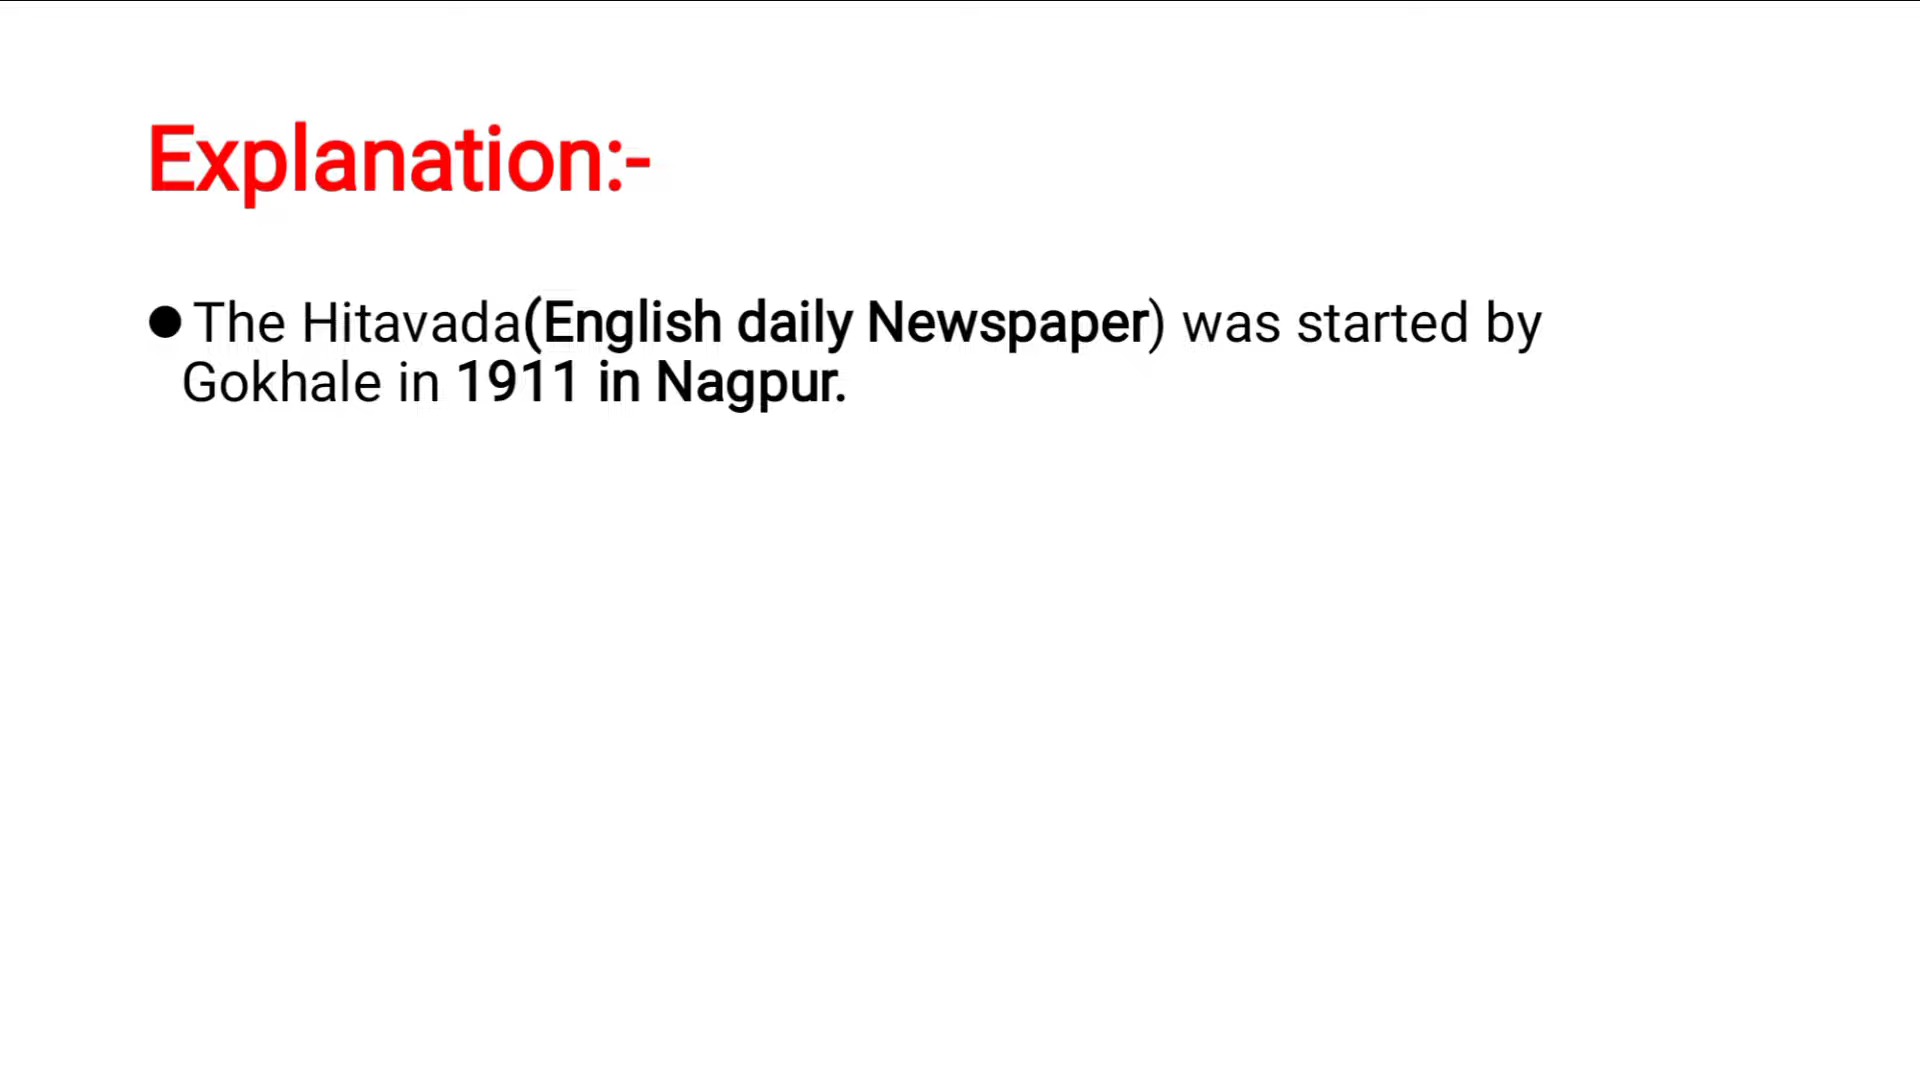 Explanation:-
● The Hitavada(English daily Newspaper) was started by
Gokhale in 1911 in Nagpur.